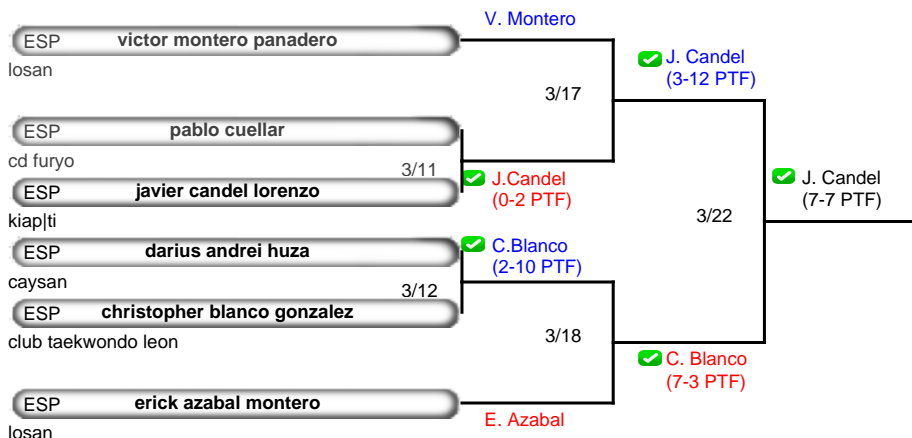 V. Montero
ESP victor montero panadero
losan
J. Candel
(3-12 PTF)
3/17
ESP pablo cuellar
cd furyo
3/11
J.Candel
(0-2 PTF)
J. Candel
(7-7 PTF)
ESP javier candel lorenzo
kiap|ti
3/22
ESP darius andrei huza
caysan
C.Blanco
(2-10 PTF)
3/12
ESP christopher blanco gonzalez
club taekwondo leon
3/18
C. Blanco
(7-3 PTF)
ESP erick azabal montero
losan
E. Azabal